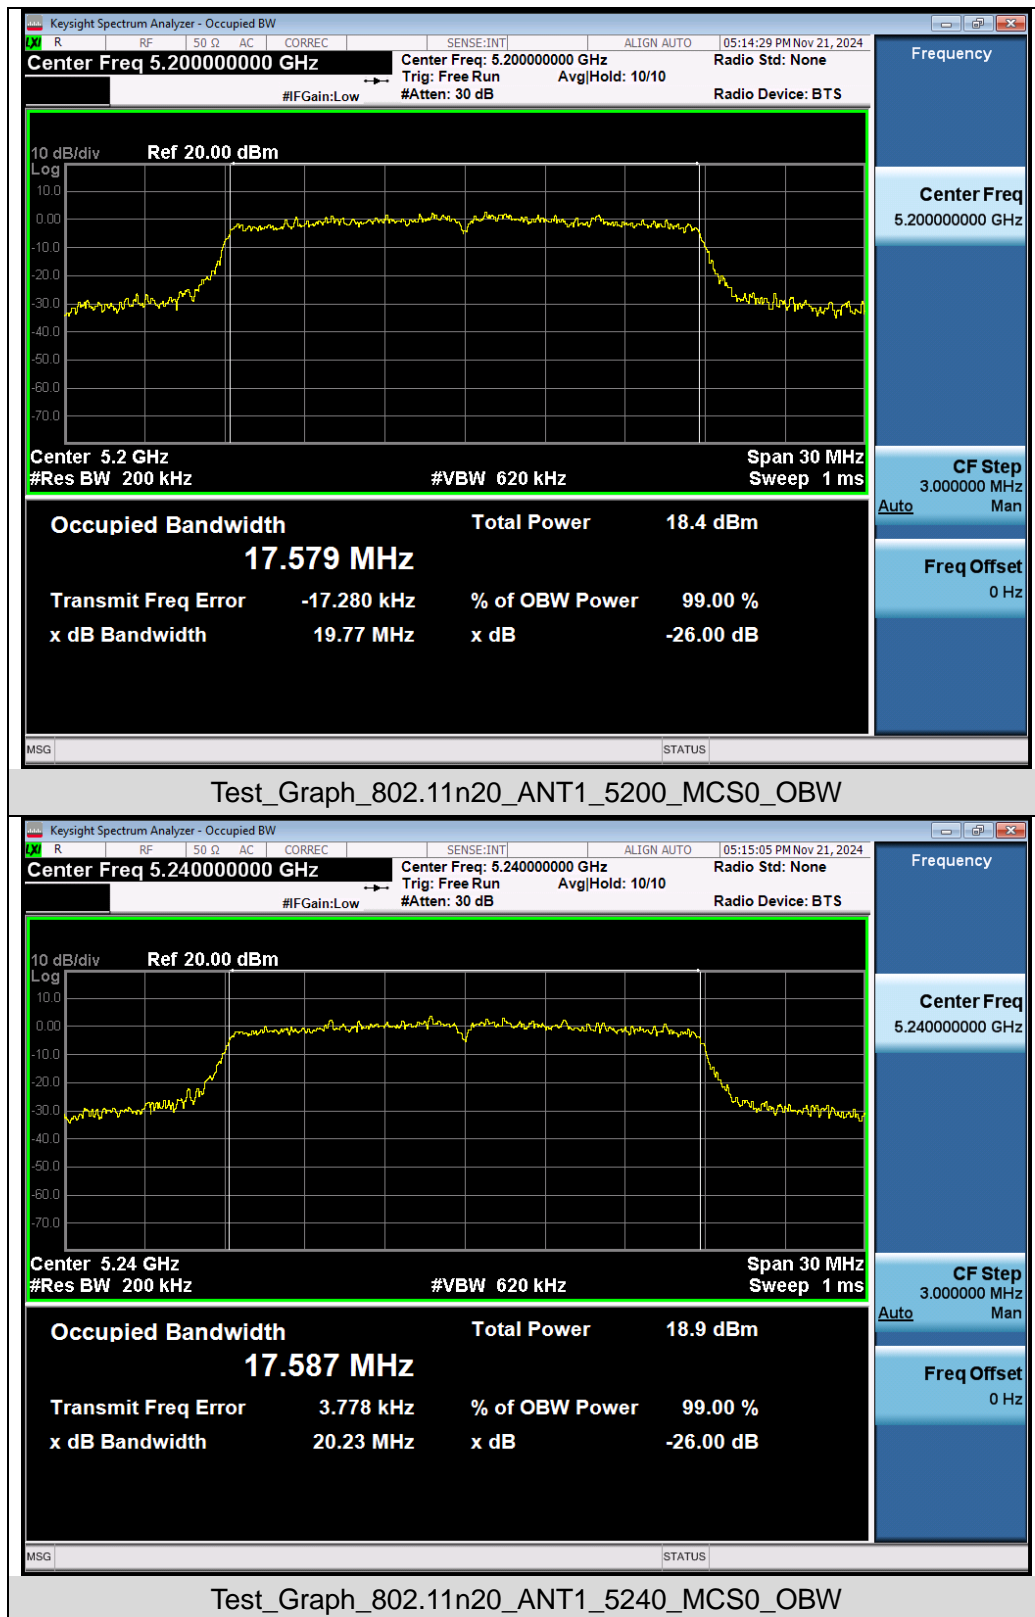 Keysight Spectrum Analyzer - Occupied BW
LXI R RF 50 Ω AC CORREC SENSE:INT ALIGN AUTO 05:14:29 PM Nov 21, 2024
Center Freq 5.200000000 GHz
Center Freq: 5.200000000 GHz
Radio Std: None
Trig: Free Run Avg|Hold: 10/10
#IFGain:Low
#Atten: 30 dB
Radio Device: BTS
Frequency
10 dB/div Ref 20.00 dBm
Log
10.0
0.00
-10.0
-20.0
-30.0
-40.0
-50.0
-60.0
-70.0
Center 5.2 GHz Span 30 MHz
#Res BW 200 kHz #VBW 620 kHz Sweep 1 ms
Center Freq
5.200000000 GHz
CF Step
3.000000 MHz
Auto Man
Freq Offset
0 Hz
Occupied Bandwidth Total Power 18.4 dBm
17.579 MHz
Transmit Freq Error -17.280 kHz % of OBW Power 99.00 %
x dB Bandwidth 19.77 MHz x dB -26.00 dB
MSG STATUS
Test_Graph_802.11n20_ANT1_5200_MCS0_OBW
Keysight Spectrum Analyzer - Occupied BW
LXI R RF 50 Ω AC CORREC SENSE:INT ALIGN AUTO 05:15:05 PM Nov 21, 2024
Center Freq 5.240000000 GHz
Center Freq: 5.240000000 GHz
Radio Std: None
Trig: Free Run Avg|Hold: 10/10
#IFGain:Low
#Atten: 30 dB
Radio Device: BTS
Frequency
10 dB/div Ref 20.00 dBm
Log
10.0
0.00
-10.0
-20.0
-30.0
-40.0
-50.0
-60.0
-70.0
Center 5.24 GHz Span 30 MHz
#Res BW 200 kHz #VBW 620 kHz Sweep 1 ms
Center Freq
5.240000000 GHz
CF Step
3.000000 MHz
Auto Man
Freq Offset
0 Hz
Occupied Bandwidth Total Power 18.9 dBm
17.587 MHz
Transmit Freq Error 3.778 kHz % of OBW Power 99.00 %
x dB Bandwidth 20.23 MHz x dB -26.00 dB
MSG STATUS
Test_Graph_802.11n20_ANT1_5240_MCS0_OBW